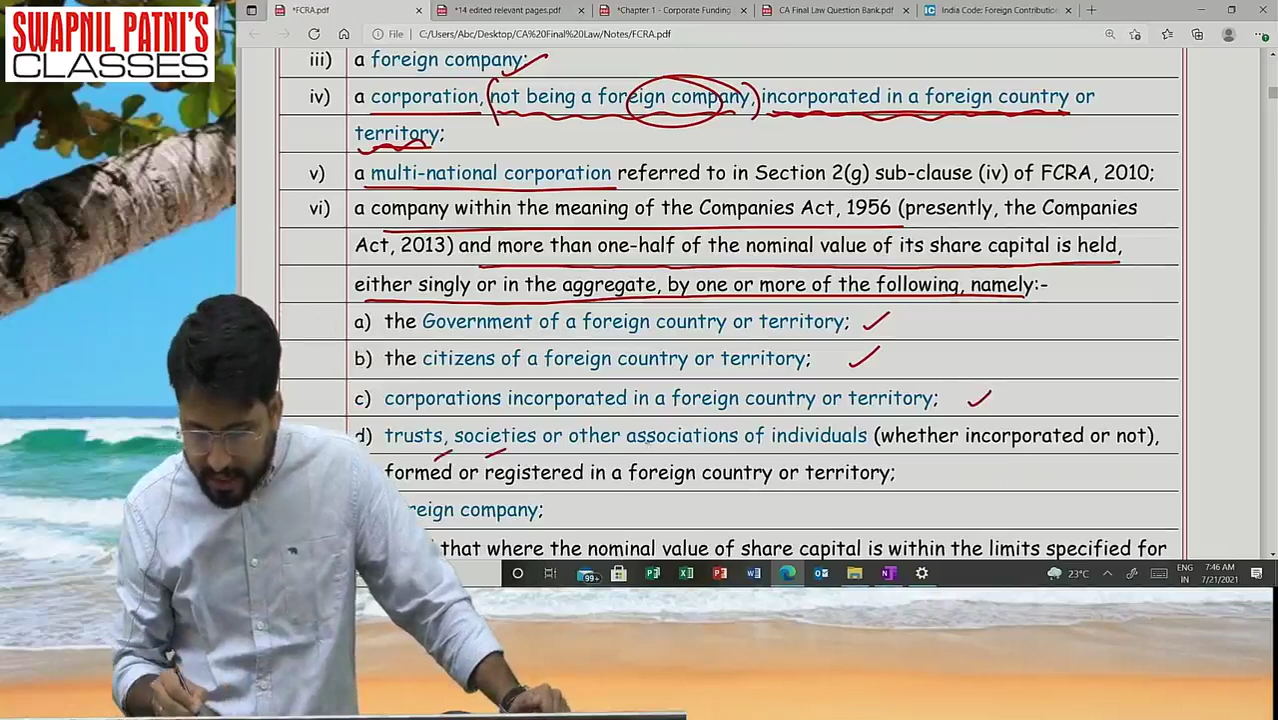 SWAPNIL PATNI'S
CLASSES
*FCRA.pdf
*14 edited relevant pages.pdf
*Chapter 1 - Corporate Funding
CA Final Law Question Bank.pdf
India Code: Foreign Contribution
File | C:/Users/Abc/Desktop/CA%20Final%20Law/Notes/FCRA.pdf
iii) a foreign company;
iv) a corporation, (not being a foreign company,) incorporated in a foreign country or
territory;
v) a multi-national corporation referred to in Section 2(g) sub-clause (iv) of FCRA, 2010;
vi) a company within the meaning of the Companies Act, 1956 (presently, the Companies
Act, 2013) and more than one-half of the nominal value of its share capital is held,
either singly or in the aggregate, by one or more of the following, namely:-
a) the Government of a foreign country or territory;
b) the citizens of a foreign country or territory;
c) corporations incorporated in a foreign country or territory;
d) trusts, societies or other associations of individuals (whether incorporated or not),
formed or registered in a foreign country or territory;
company;
that where the nominal value of share capital is within the limits specified for
99+
23°C
ENG
IN
7:46 AM
7/21/2021